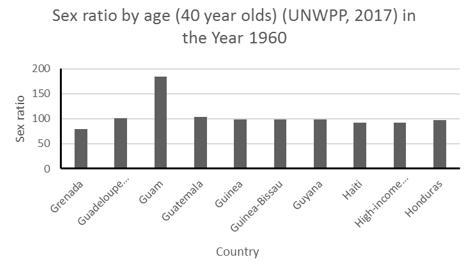 Sex ratio by age (40 year olds) (UNWPP, 2017) in
the Year 1960
200
150
100
50
0
Sex ratio
Grenada
Guadeloupe...
Guam
Guatemala
Guinea
Guinea-Bissau
Guyana
Haiti
High-income...
Honduras
Country